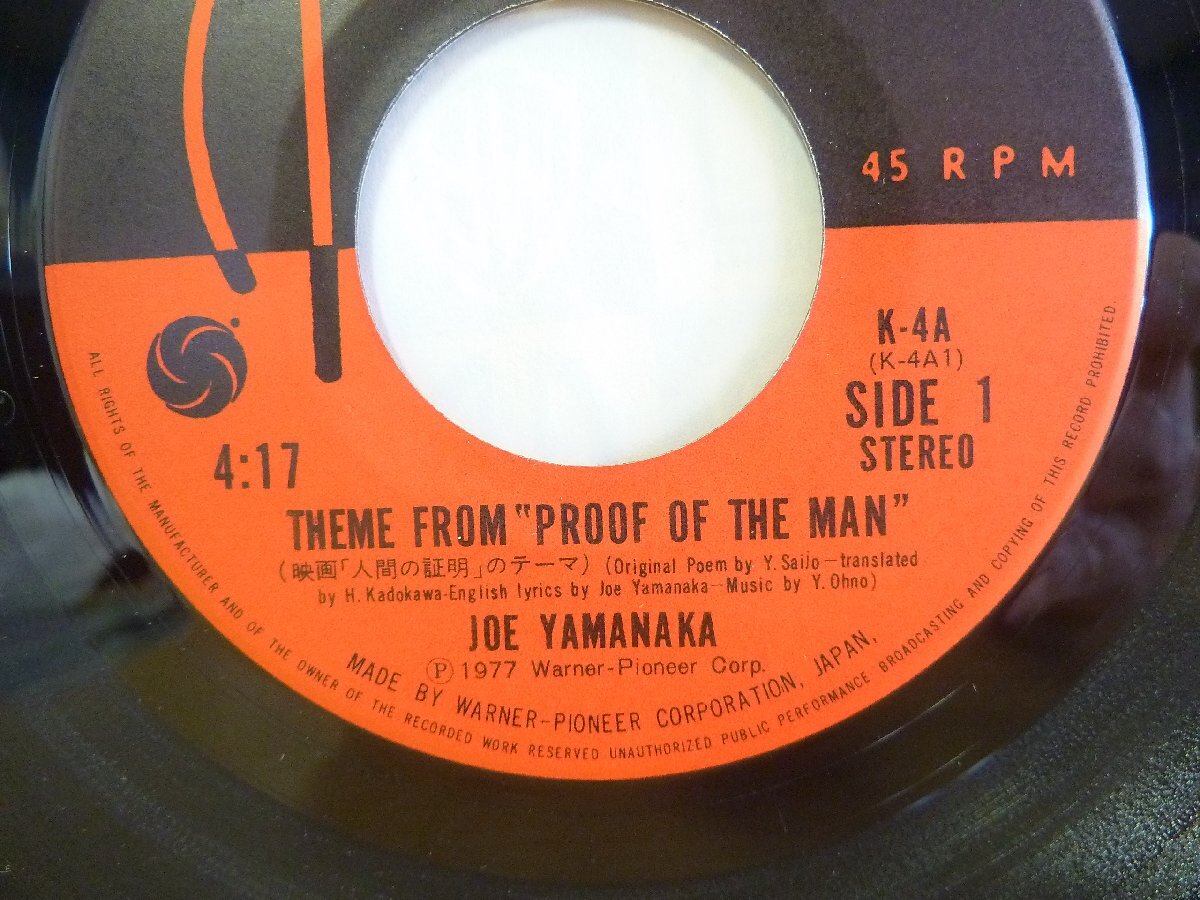 45 RPM
K-4A
(K-4A1)
SIDE 1
STEREO
4:17
THEME FROM "PROOF OF THE MAN"
(映画「人間の証明」のテーマ) (Original Poem by Y. Saijo-translated
by H. Kadokawa-English lyrics by Joe Yamanaka-Music by Y. Ohno)
JOE YAMANAKA
Ⓟ 1977 Warner-Pioneer Corp.
MADE BY WARNER-PIONEER CORPORATION, JAPAN,
ALL RIGHTS OF THE MANUFACTURER AND OF THE OWNER OF THE RECORDED WORK RESERVED UNAUTHORIZED PUBLIC PERFORMANCE BROADCASTING AND COPYING OF THIS RECORD PROHIBITED.